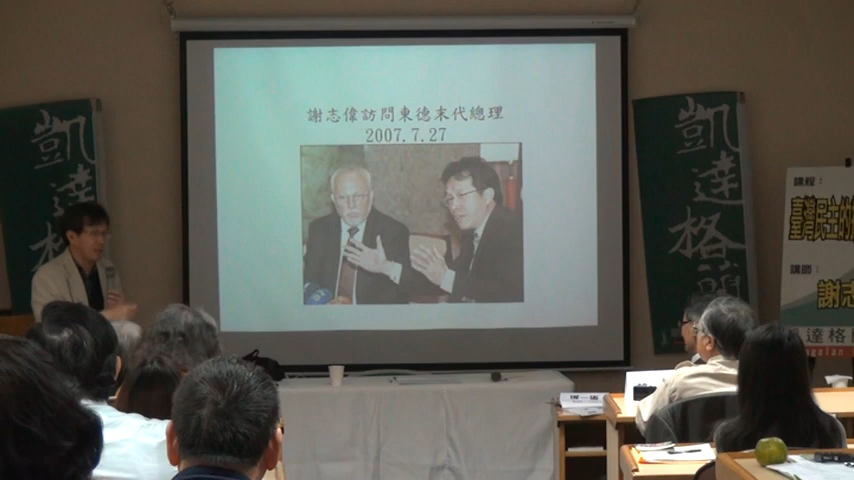 謝志偉訪問東德末代總理
2007.7.27
凱達格
凱達格蘭
課程：
臺灣民主的
講師：
謝志
凱達格